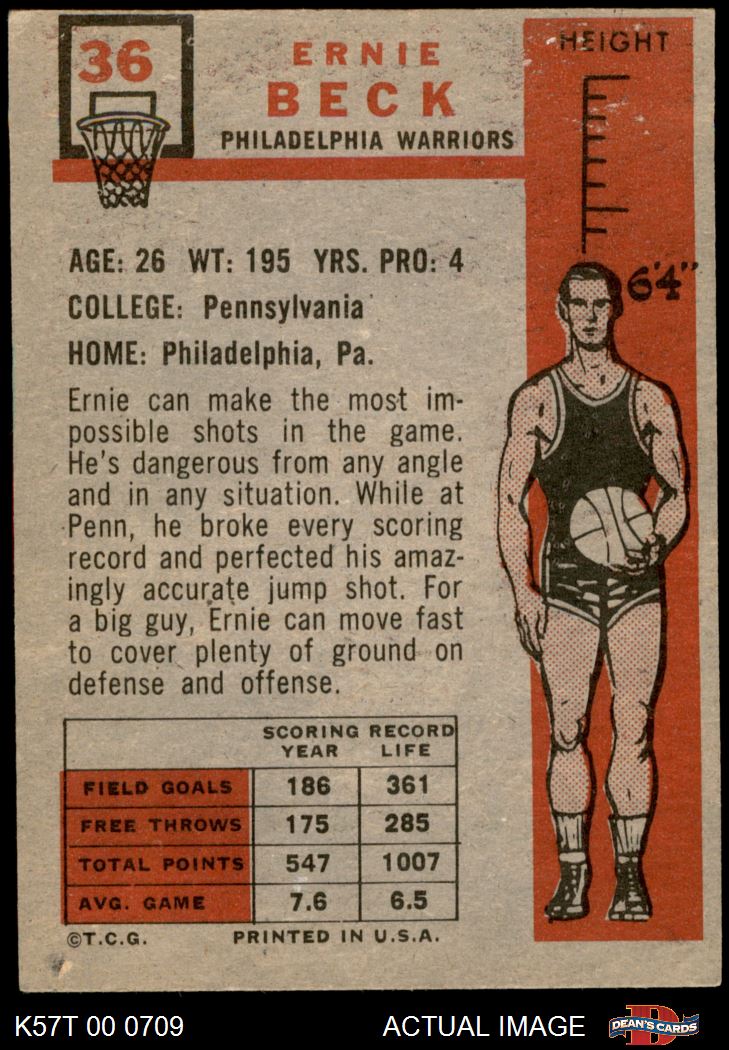 36
ERNIE
BECK
PHILADELPHIA WARRIORS
HEIGHT
6'4"
AGE: 26 WT: 195 YRS. PRO: 4
COLLEGE: Pennsylvania
HOME: Philadelphia, Pa.
Ernie can make the most im-
possible shots in the game.
He's dangerous from any angle
and in any situation. While at
Penn, he broke every scoring
record and perfected his amaz-
ingly accurate jump shot. For
a big guy, Ernie can move fast
to cover plenty of ground on
defense and offense.
SCORING RECORD
YEAR LIFE
FIELD GOALS 186 361
FREE THROWS 175 285
TOTAL POINTS 547 1007
AVG. GAME 7.6 6.5
©T.C.G. PRINTED IN U.S.A.
K57T 00 0709 ACTUAL IMAGE
D
DEAN'S CARDS